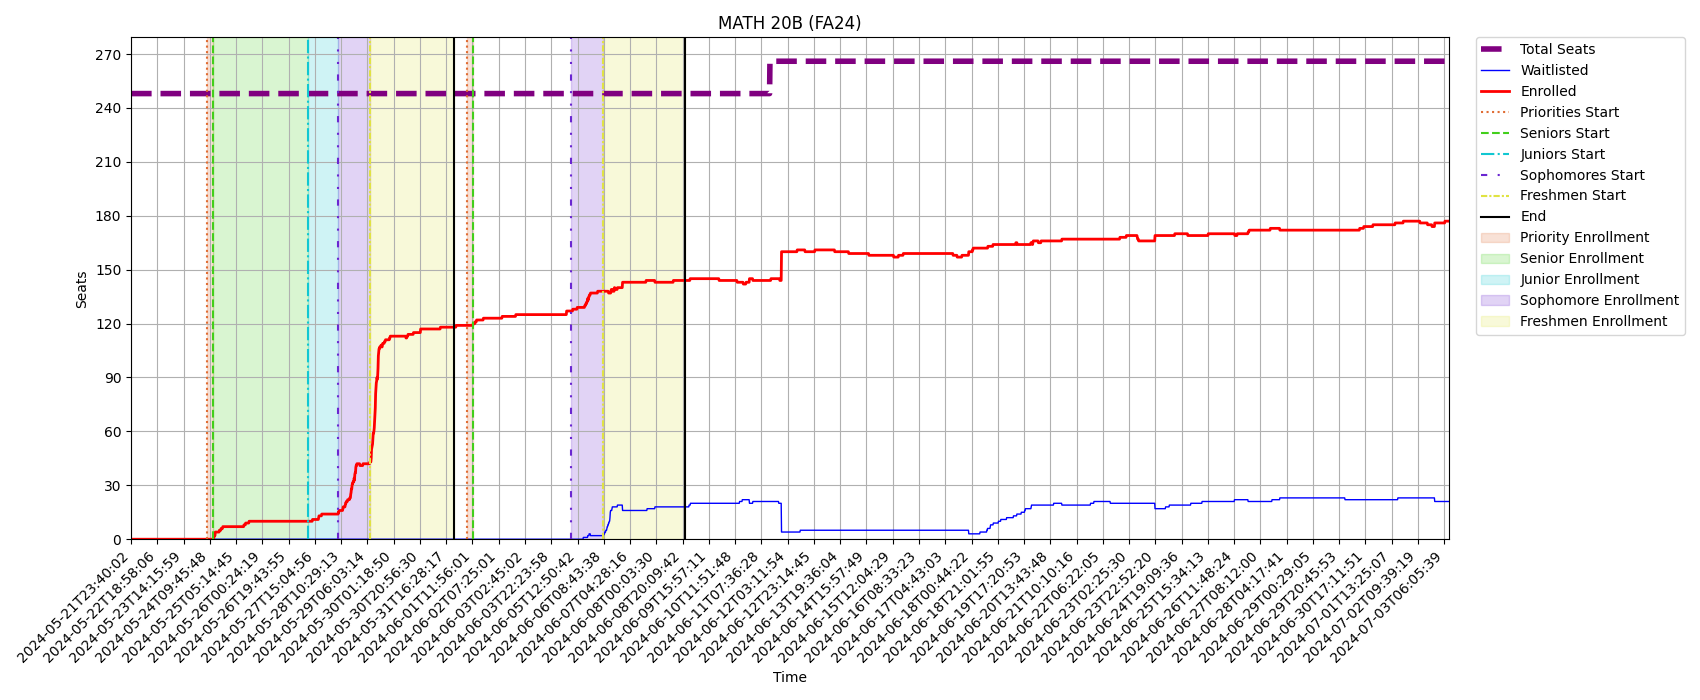 MATH 20B (FA24)
270
240
210
180
150
120
90
60
30
0
Seats
2024-05-21T23:40:02
2024-05-22T18:58:06
2024-05-23T14:15:59
2024-05-24T09:45:48
2024-05-25T05:14:45
2024-05-26T00:24:19
2024-05-26T19:43:55
2024-05-27T15:04:56
2024-05-28T10:29:13
2024-05-29T06:03:14
2024-05-30T01:18:50
2024-05-30T20:56:30
2024-05-31T16:28:17
2024-06-01T11:56:01
2024-06-02T07:25:01
2024-06-03T02:45:02
2024-06-03T22:23:58
2024-06-05T12:50:42
2024-06-06T08:43:38
2024-06-07T04:28:16
2024-06-08T00:03:30
2024-06-08T20:09:42
2024-06-09T15:57:11
2024-06-10T11:51:48
2024-06-11T07:36:28
2024-06-12T03:11:54
2024-06-12T23:14:45
2024-06-13T19:36:04
2024-06-14T15:57:49
2024-06-15T12:04:29
2024-06-16T08:33:23
2024-06-17T04:43:03
2024-06-18T00:44:22
2024-06-18T21:01:55
2024-06-19T17:20:53
2024-06-20T13:43:48
2024-06-21T10:10:16
2024-06-22T06:22:05
2024-06-23T02:25:30
2024-06-23T22:52:20
2024-06-24T19:09:36
2024-06-25T15:34:13
2024-06-26T11:48:24
2024-06-27T08:12:00
2024-06-28T04:17:41
2024-06-29T00:29:05
2024-06-29T20:45:53
2024-06-30T17:11:51
2024-07-01T13:25:07
2024-07-02T09:39:19
2024-07-03T06:05:39
Time
Total Seats
Waitlisted
Enrolled
Priorities Start
Seniors Start
Juniors Start
Sophomores Start
Freshmen Start
End
Priority Enrollment
Senior Enrollment
Junior Enrollment
Sophomore Enrollment
Freshmen Enrollment